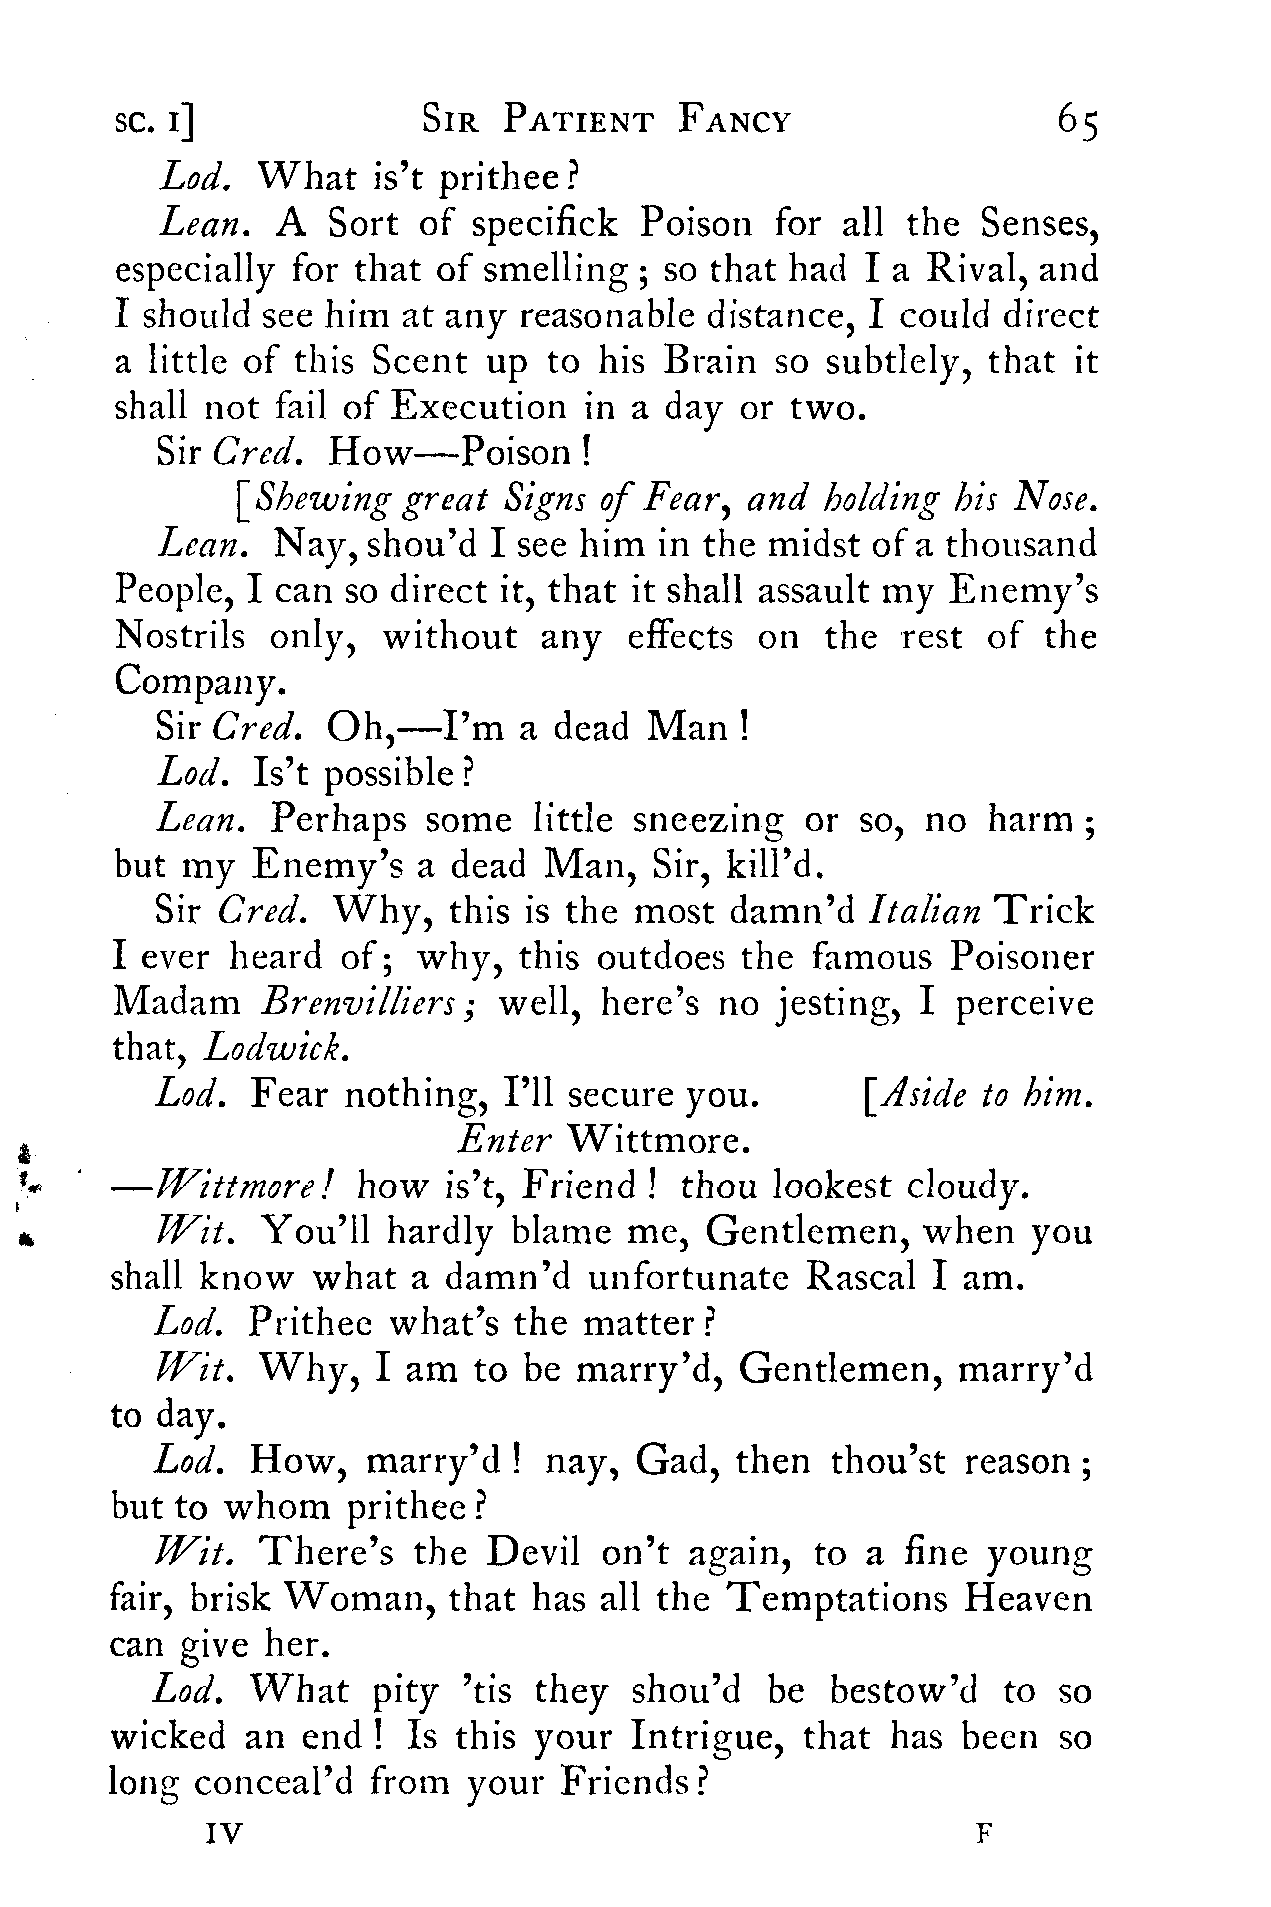 SC. I] SIR PATIENT FANCY 65
Lod. What is't prithee?
Lean. A Sort of specifick Poison for all the Senses,
especially for that of smelling; so that had I a Rival, and
I should see him at any reasonable distance, I could direct
a little of this Scent up to his Brain so subtlely, that it
shall not fail of Execution in a day or two.
Sir Cred. How—Poison!
[Shewing great Signs of Fear, and holding his Nose.
Lean. Nay, shou'd I see him in the midst of a thousand
People, I can so direct it, that it shall assault my Enemy's
Nostrils only, without any effects on the rest of the
Company.
Sir Cred. Oh,—I'm a dead Man!
Lod. Is't possible?
Lean. Perhaps some little sneezing or so, no harm;
but my Enemy's a dead Man, Sir, kill'd.
Sir Cred. Why, this is the most damn'd Italian Trick
I ever heard of; why, this outdoes the famous Poisoner
Madam Brenvilliers; well, here's no jesting, I perceive
that, Lodwick.
Lod. Fear nothing, I'll secure you. [Aside to him.
Enter Wittmore.
—Wittmore! how is't, Friend! thou lookest cloudy.
Wit. You'll hardly blame me, Gentlemen, when you
shall know what a damn'd unfortunate Rascal I am.
Lod. Prithee what's the matter?
Wit. Why, I am to be marry'd, Gentlemen, marry'd
to day.
Lod. How, marry'd! nay, Gad, then thou'st reason;
but to whom prithee?
Wit. There's the Devil on't again, to a fine young
fair, brisk Woman, that has all the Temptations Heaven
can give her.
Lod. What pity 'tis they shou'd be bestow'd to so
wicked an end! Is this your Intrigue, that has been so
long conceal'd from your Friends?
IV F